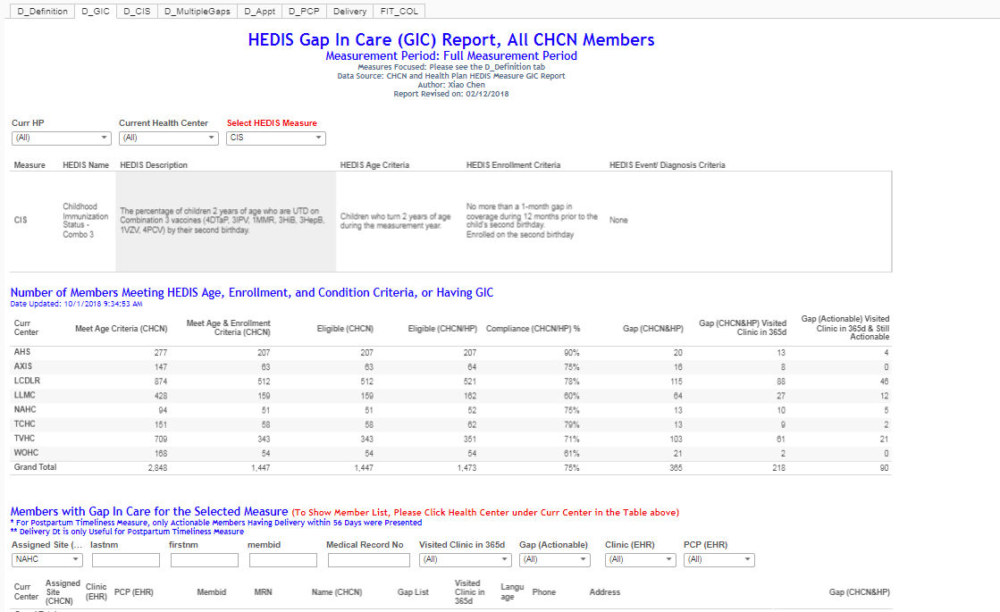 D_Definition D_GIC D_CIS D_MultipleGaps D_Appt D_PCP Delivery FIT_COL
HEDIS Gap In Care (GIC) Report, All CHCN Members
Measurement Period: Full Measurement Period
Measures Focused: Please see the D_Definition tab
Data Source: CHCN and Health Plan HEDIS Measure GIC Report
Author: Xiao Chen
Report Revised on: 02/12/2018
Curr HP Current Health Center Select HEDIS Measure
(All) (All) CIS
Measure HEDIS Name HEDIS Description HEDIS Age Criteria HEDIS Enrollment Criteria HEDIS Event/ Diagnosis Criteria
CIS
Childhood
Immunization
Status -
Combo 3
The percentage of children 2 years of age who are UTD on
Combination 3 vaccines (4DTaP, 3IPV, 1MMR, 3HiB, 3HepB,
1VZV, 4PCV) by their second birthday.
Children who turn 2 years of age
during the measurement year.
No more than a 1-month gap in
coverage during 12 months prior to the
child's second birthday.
Enrolled on the second birthday
None
Number of Members Meeting HEDIS Age, Enrollment, and Condition Criteria, or Having GIC
Date Updated: 10/1/2018 9:34:53 AM
Curr
Center
Meet Age Criteria (CHCN)
Meet Age & Enrollment
Criteria (CHCN)
Eligible (CHCN)
Eligible (CHCN/HP)
Compliance (CHCN/HP) %
Gap (CHCN&HP)
Gap (CHCN&HP) Visited
Clinic in 365d
Gap (Actionable) Visited
Clinic in 365d & Still
Actionable
AHS 277 207 207 207 90% 20 13 4
AXIS 147 63 63 64 75% 16 8 0
LCDLR 874 512 512 521 78% 115 88 46
LLMC 428 159 159 162 60% 64 27 12
NAHC 94 51 51 52 75% 13 10 5
TCHC 151 58 58 62 79% 13 9 2
TVHC 709 343 343 351 71% 103 61 21
WOHC 168 54 54 54 61% 21 2 0
Grand Total 2,848 1,447 1,447 1,473 75% 365 218 90
Members with Gap In Care for the Selected Measure (To Show Member List, Please Click Health Center under Curr Center in the Table above)
* For Postpartum Timeliness Measure, only Actionable Members Having Delivery within 56 Days were Presented
** Delivery Dt is only Useful for Postpartum Timeliness Measure
Assigned Site (... lastnm firstnm membid Medical Record No Visited Clinic in 365d Gap (Actionable) Clinic (EHR) PCP (EHR)
NAHC (All) (All) (All) (All)
Curr
Center
Assigned
Site
(CHCN)
Clinic
(EHR)
PCP (EHR)
Membid
MRN
Name (CHCN)
Gap List
Visited
Clinic in
365d
Langu
age
Phone
Address
Gap (CHCN&HP)